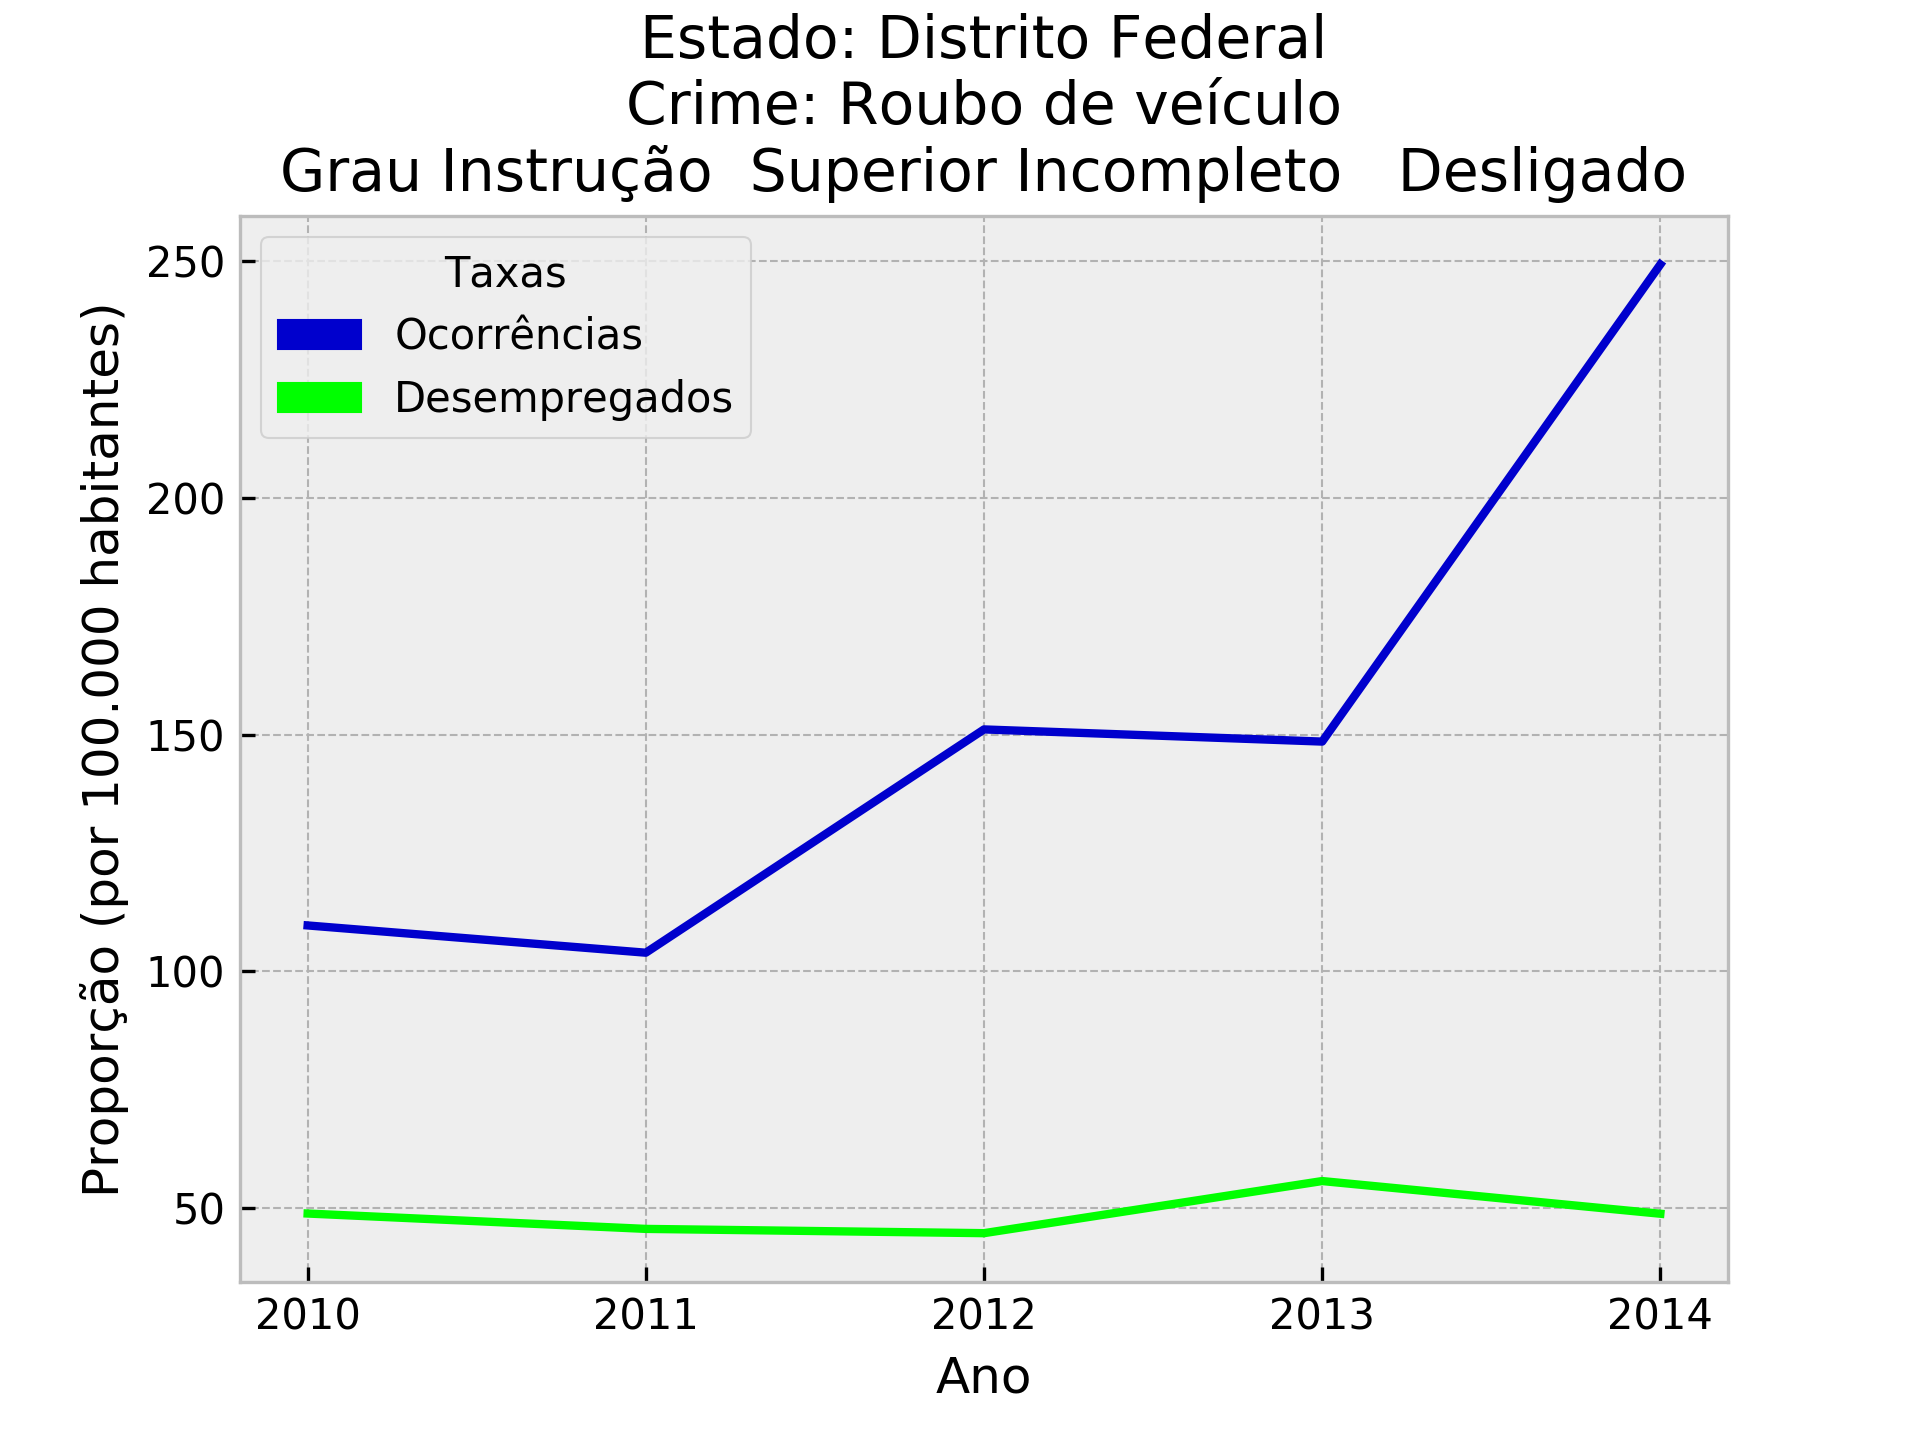 Estado: Distrito Federal
Crime: Roubo de veículo
Grau Instrução  Superior Incompleto   Desligado
Taxas
Ocorrências
Desempregados
Proporção (por 100.000 habitantes)
250
200
150
100
50
2010 2011 2012 2013 2014
Ano